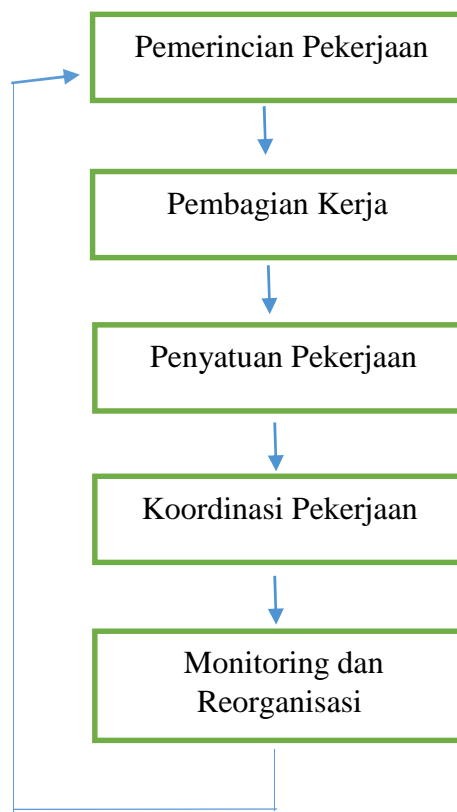 Pemerincian Pekerjaan
Pembagian Kerja
Penyatuan Pekerjaan
Koordinasi Pekerjaan
Monitoring dan
Reorganisasi